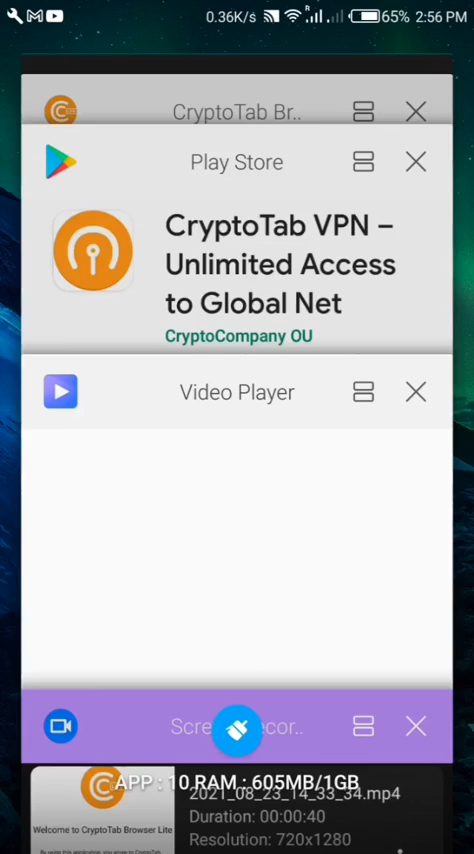 0.36K/s R 65% 2:56 PM
CryptoTab Br..
Play Store
CryptoTab VPN –
Unlimited Access
to Global Net
CryptoCompany OU
Video Player
APP : 10 RAM : 605MB/1GB
2021_08_23_14_33_34.mp4
Duration: 00:00:40
Welcome to CryptoTab Browser Lite
Resolution: 720x1280